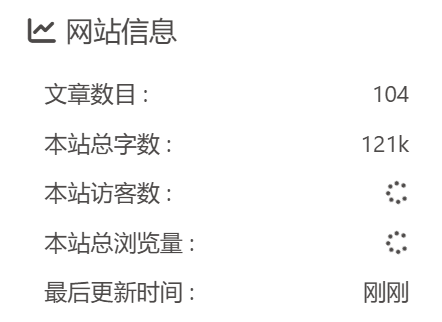 网站信息
文章数目 : 104
本站总字数 : 121k
本站访客数 :
本站总浏览量 :
最后更新时间 : 刚刚